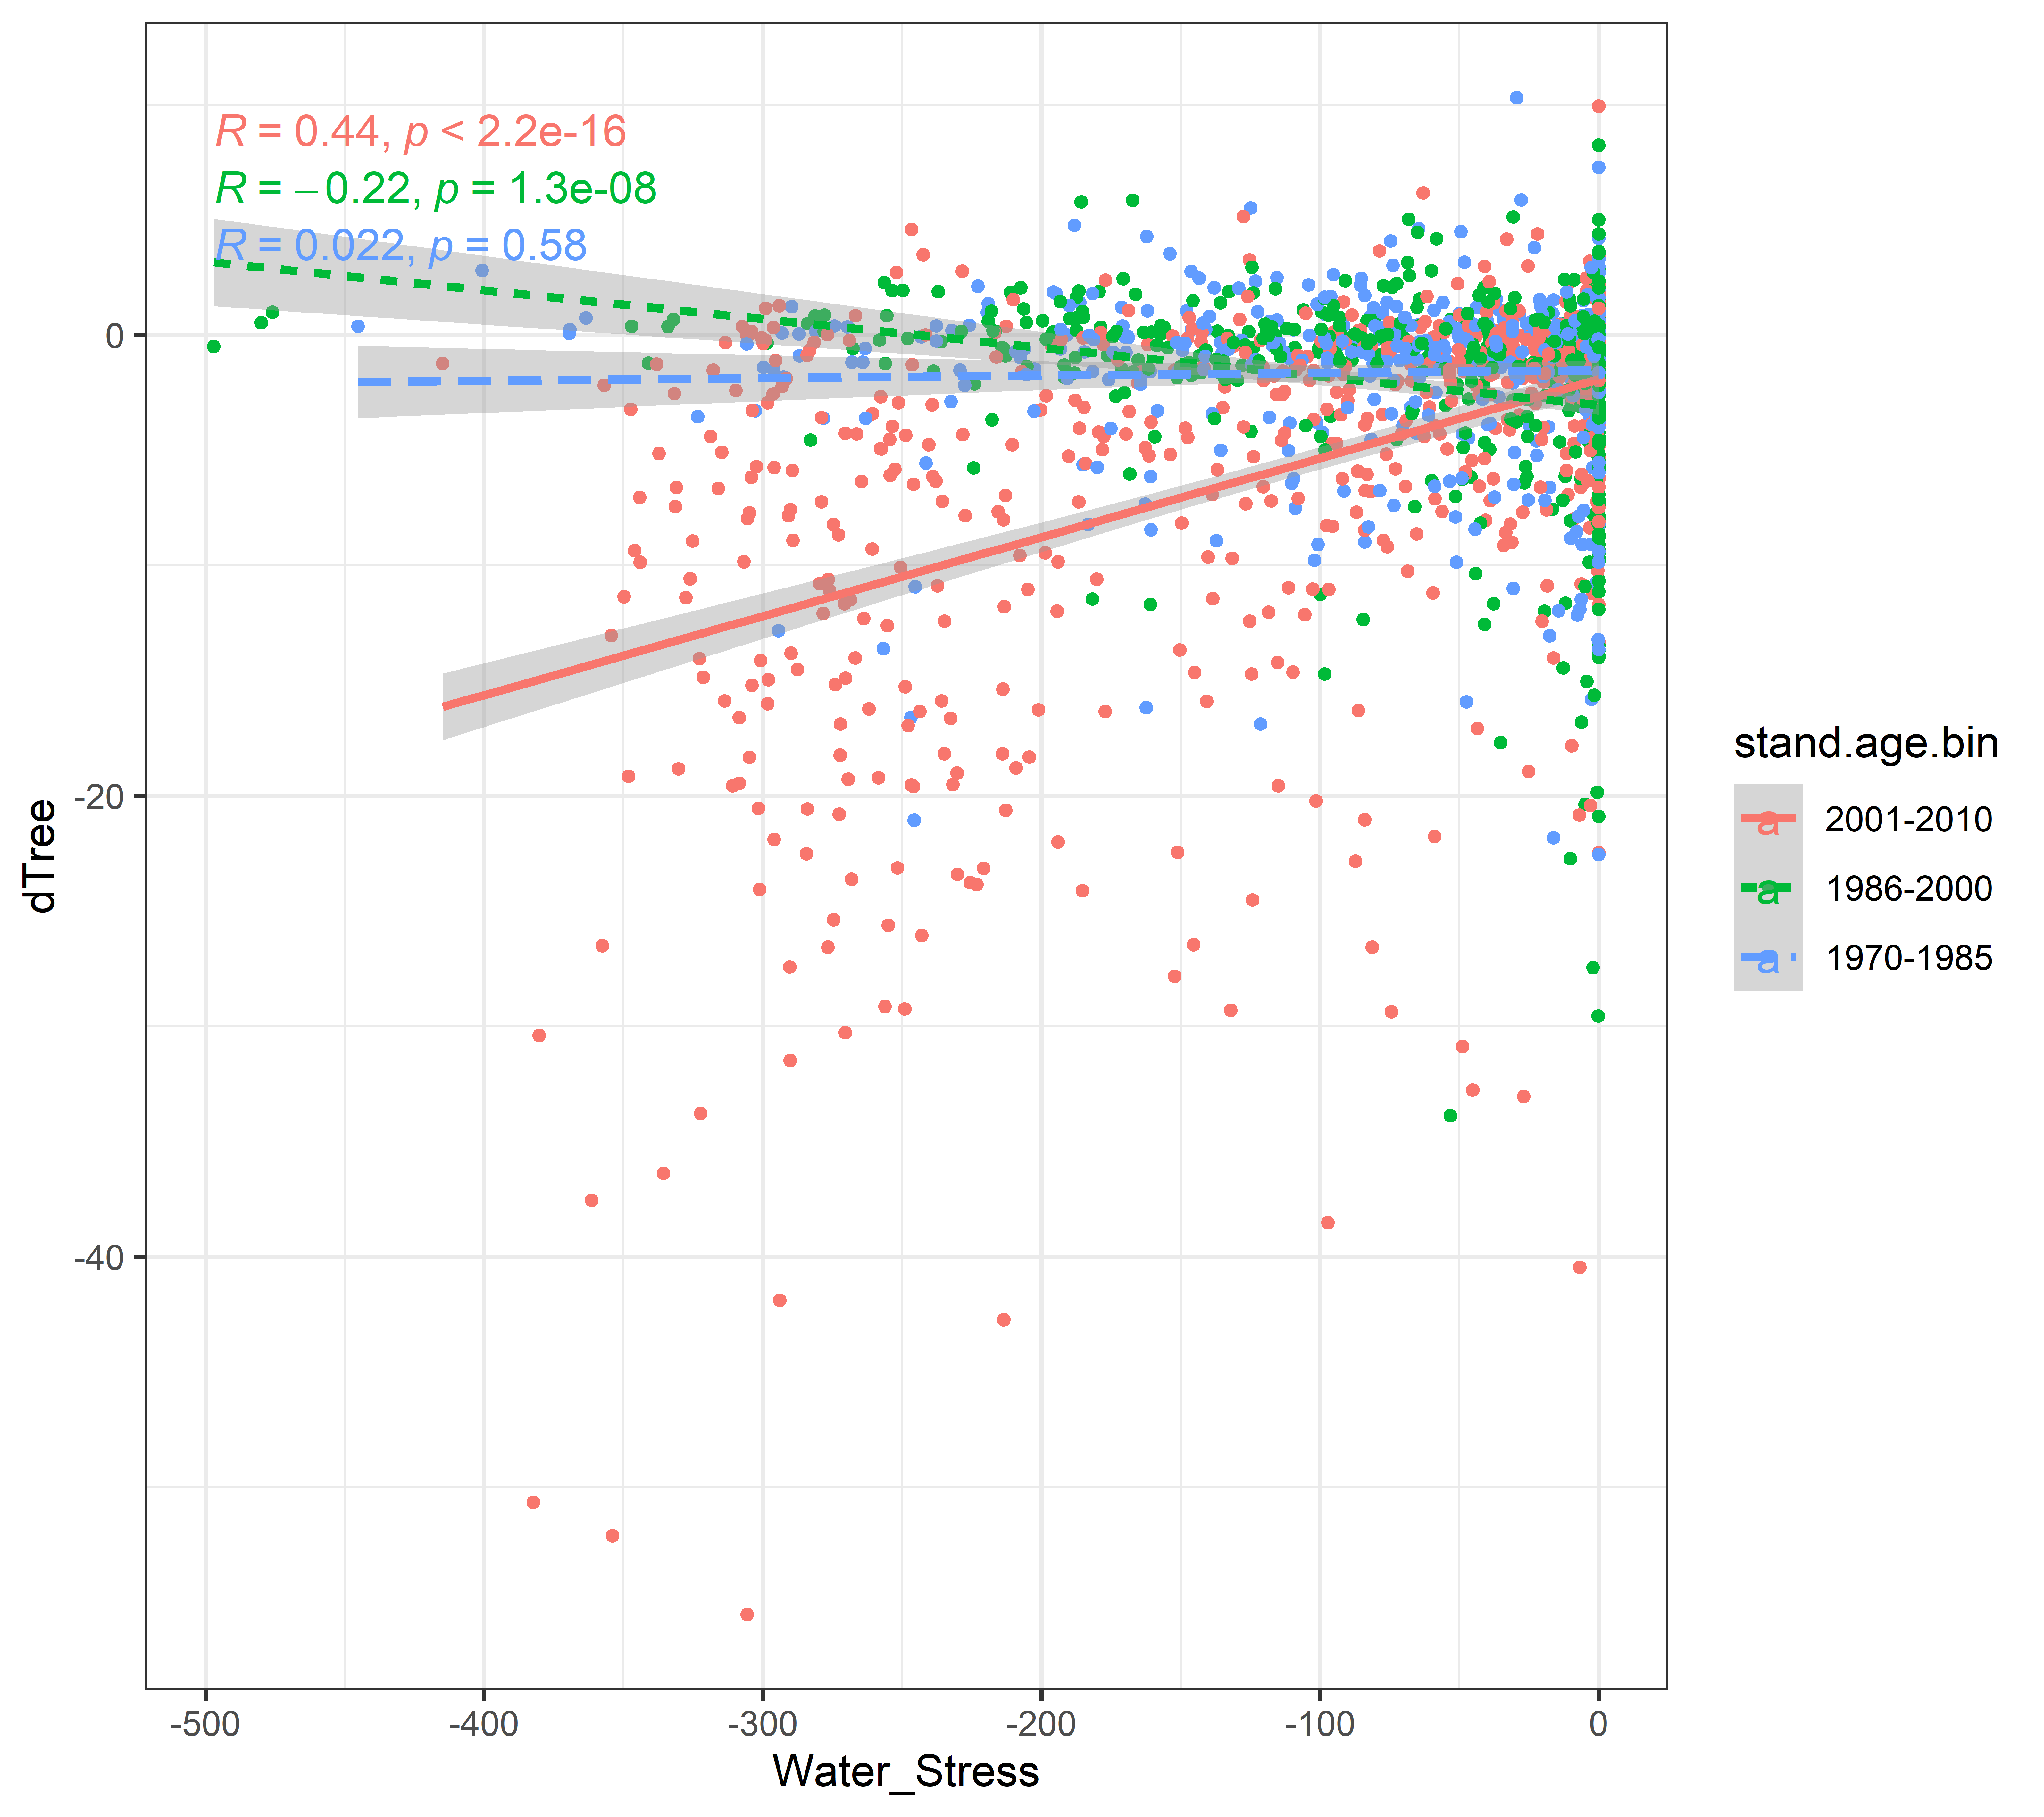 R = 0.44, p < 2.2e-16
R = −0.22, p = 1.3e-08
R = 0.022, p = 0.58
0
-20
-40
dTree
-500
-400
-300
-200
-100
0
Water_Stress
stand.age.bin
a 2001-2010
a 1986-2000
a 1970-1985